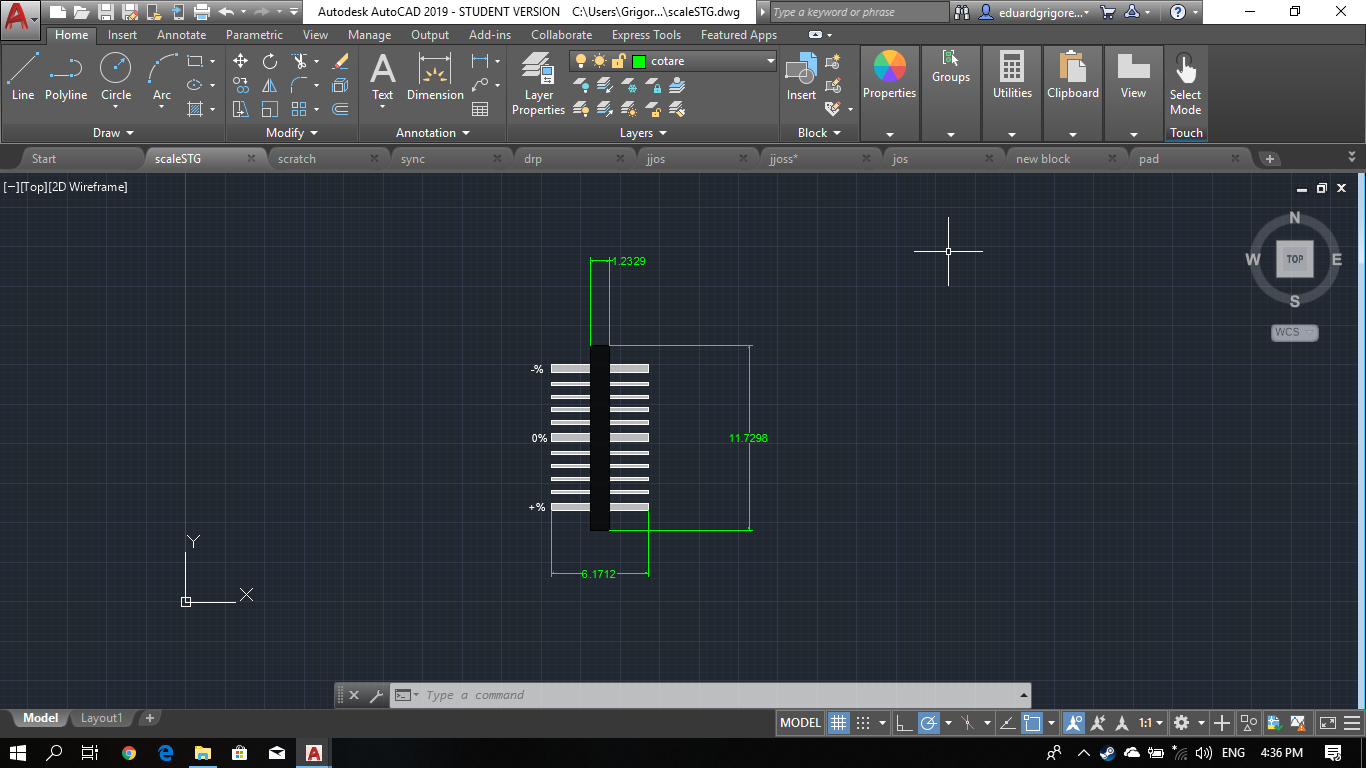 A Autodesk AutoCAD 2019 - STUDENT VERSION C:\Users\Grigor...\scaleSTG.dwg Type a keyword or phrase eduardgrigore... ?
Home Insert Annotate Parametric View Manage Output Add-ins Collaborate Express Tools Featured Apps
cotare
Line Polyline Circle Arc
A Text Dimension
Layer Properties
Insert
Properties
Groups
Utilities
Clipboard
View
Select Mode
Draw Modify Annotation Layers Block Touch
Start scaleSTG scratch sync drp jjos jjoss* jos new block pad
[−][Top][2D Wireframe]
N
W TOP E
S
WCS
1.2329
-%
0%
11.7298
+%
6.1712
Y
X
Type a command
Model Layout1
MODEL 1:1
A ENG 4:36 PM